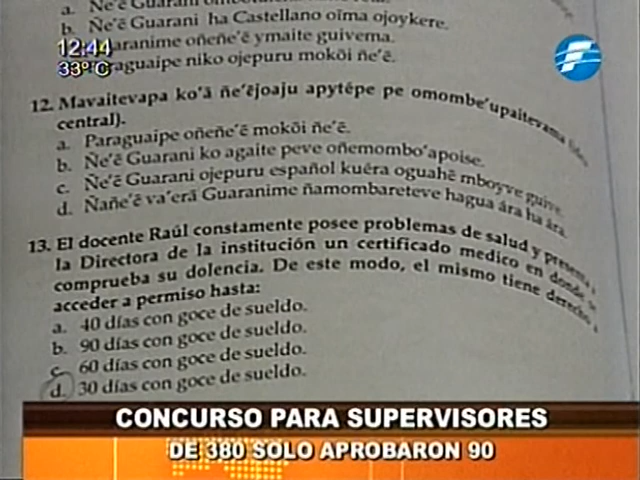 a. Ñe'ẽ Guarani
b. Ñe'ẽ Guarani ha Castellano oĩma ojoykere.
12:44
aranime oñeñe'ẽ ymaite guivema.
33°C
araguaipe niko ojepuru mokõi ñe'ẽ.
12. Mavaitevapa ko'ã ñe'ẽjoaju apytépe pe omombe'upaitevama
central).
a. Paraguaipe oñeñe'ẽ mokõi ñe'ẽ.
b. Ñe'ẽ Guarani ko agaite peve oñemombo'apoise.
c. Ñe'ẽ Guarani ojepuru español kuéra oguahẽ mboyve guive.
d. Ñañe'ẽ va'erã Guaranime ñamombareteve hagua ára ha ára.
13. El docente Raúl constamente posee problemas de salud y presenta a
la Directora de la institución un certificado medico en donde se
comprueba su dolencia. De este modo, el mismo tiene derecho a
acceder a permiso hasta:
a. 40 días con goce de sueldo.
b. 90 días con goce de sueldo.
c. 60 días con goce de sueldo.
d. 30 días con goce de sueldo.
CONCURSO PARA SUPERVISORES
DE 380 SOLO APROBARON 90